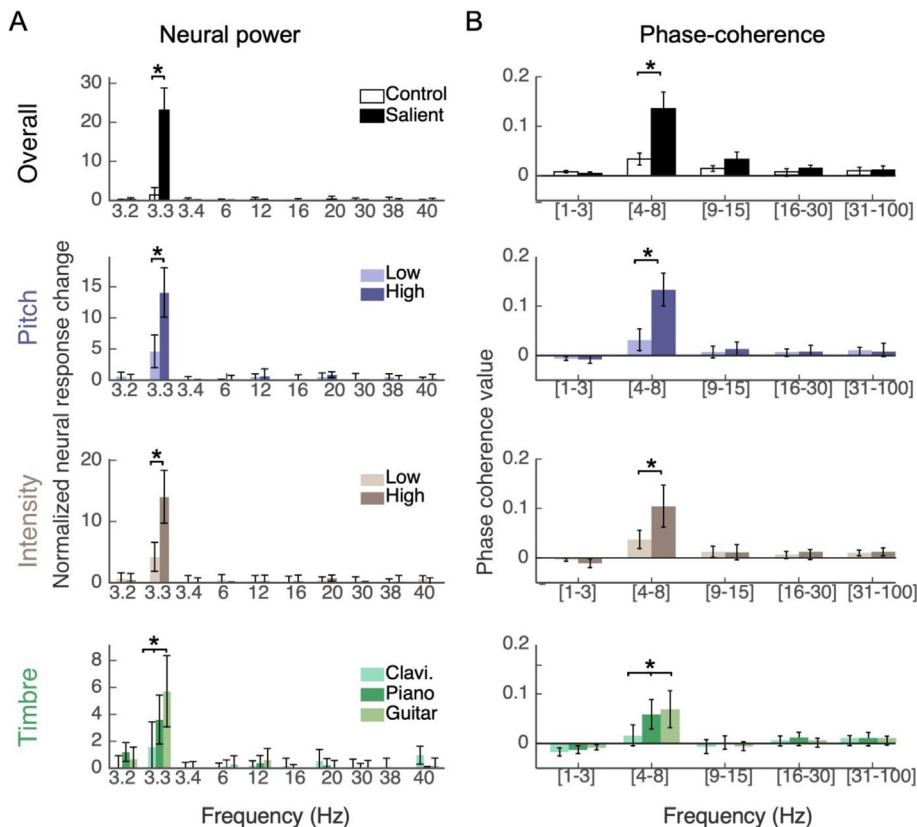 A
B
Neural power
Phase-coherence
Overall
Pitch
Intensity
Timbre
Normalized neural response change
Phase coherence value
*
30
20
10
0
Control
Salient
3.2 3.3 3.4 6 12 16 20 30 38 40
*
0.2
0.1
0
[1-3] [4-8] [9-15] [16-30] [31-100]
*
15
10
5
0
Low
High
3.2 3.3 3.4 6 12 16 20 30 38 40
*
0.2
0.1
0
[1-3] [4-8] [9-15] [16-30] [31-100]
*
20
10
0
Low
High
3.2 3.3 3.4 6 12 16 20 30 38 40
*
0.2
0.1
0
[1-3] [4-8] [9-15] [16-30] [31-100]
*
8
6
4
2
0
Clavi.
Piano
Guitar
3.2 3.3 3.4 6 12 16 20 30 38 40
*
0.2
0.1
0
[1-3] [4-8] [9-15] [16-30] [31-100]
Frequency (Hz)
Frequency (Hz)